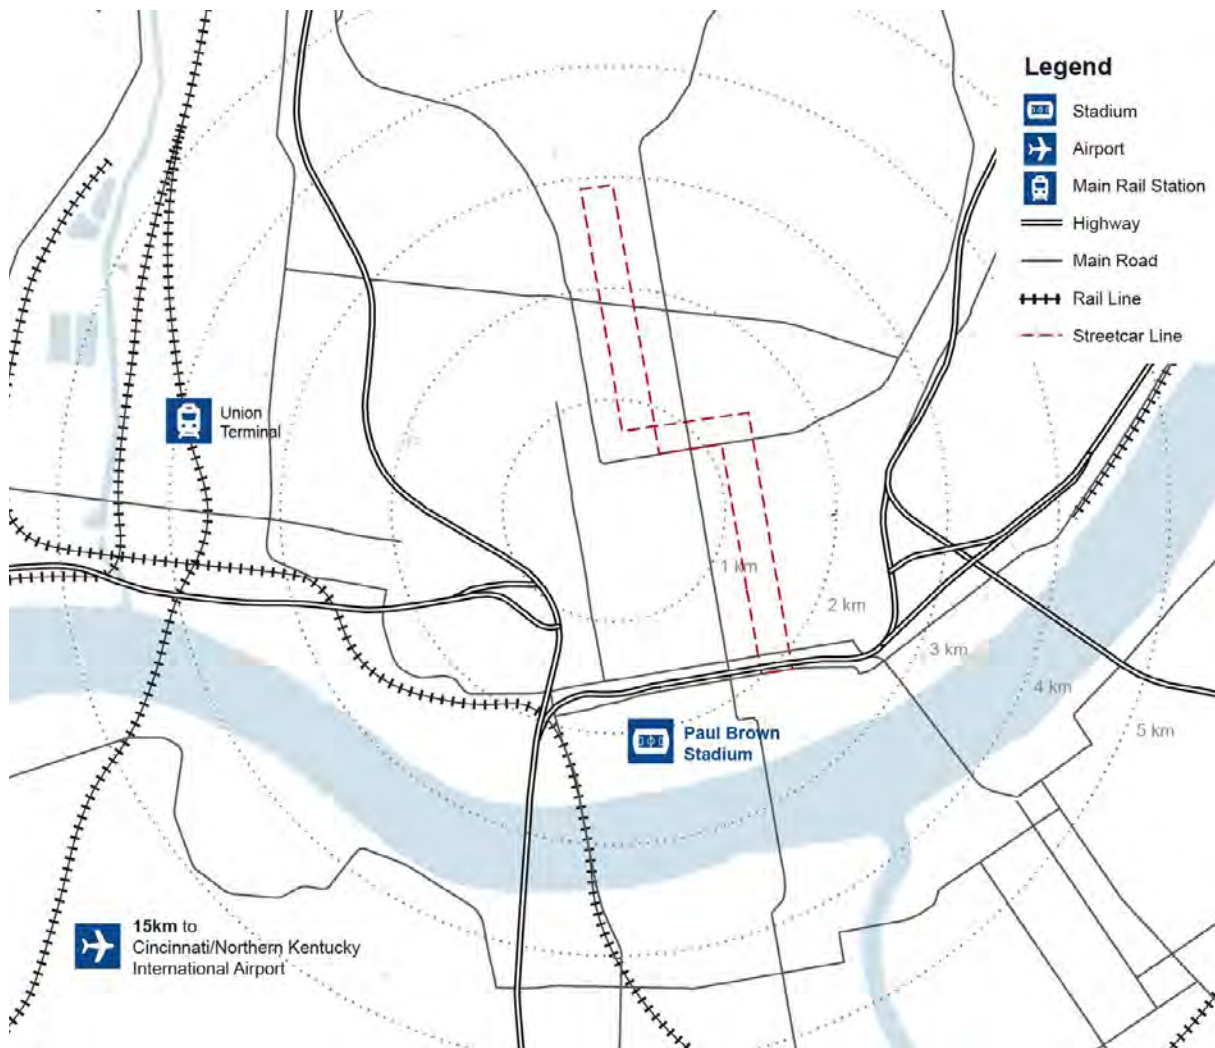 Legend
Stadium
Airport
Main Rail Station
Highway
Main Road
Rail Line
Streetcar Line
Union
Terminal
1 km
2 km
3 km
4 km
5 km
Paul Brown
Stadium
15km to
Cincinnati/Northern Kentucky
International Airport